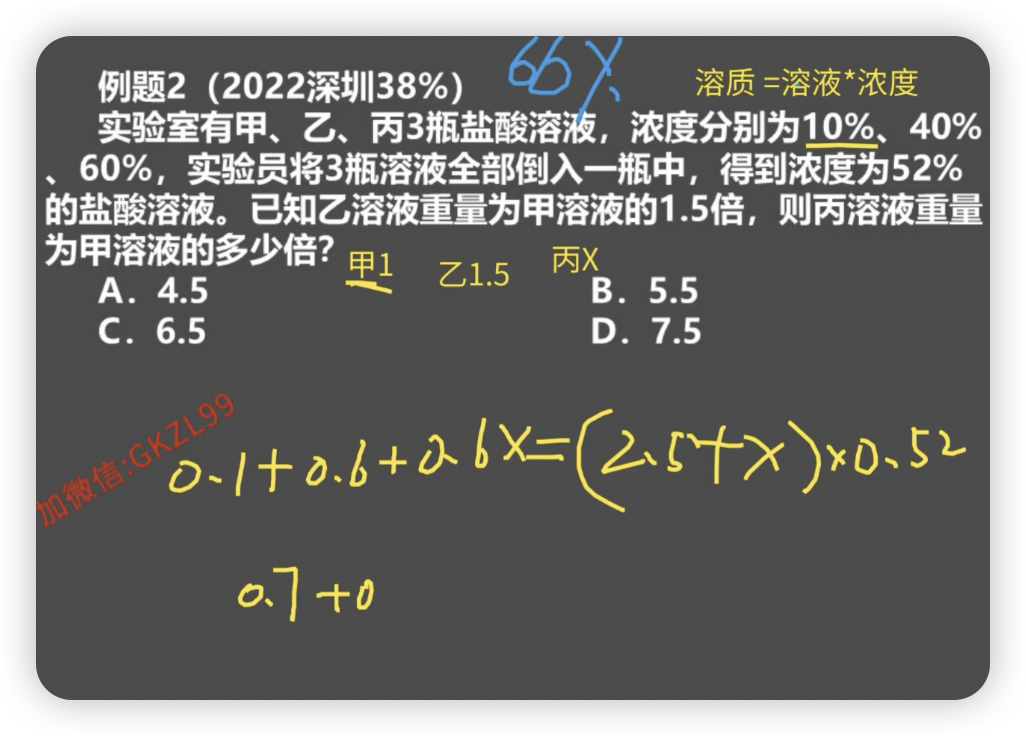 66%
例题2（2022深圳38%） 溶质 =溶液*浓度
实验室有甲、乙、丙3瓶盐酸溶液，浓度分别为10%、40%
、60%，实验员将3瓶溶液全部倒入一瓶中，得到浓度为52%
的盐酸溶液。已知乙溶液重量为甲溶液的1.5倍，则丙溶液重量
为甲溶液的多少倍？
甲1 乙1.5 丙X
A．4.5 B．5.5
C．6.5 D．7.5
加微信:GKZL99
0.1+0.6+0.6X=(2.5+X)×0.52
0.7+0